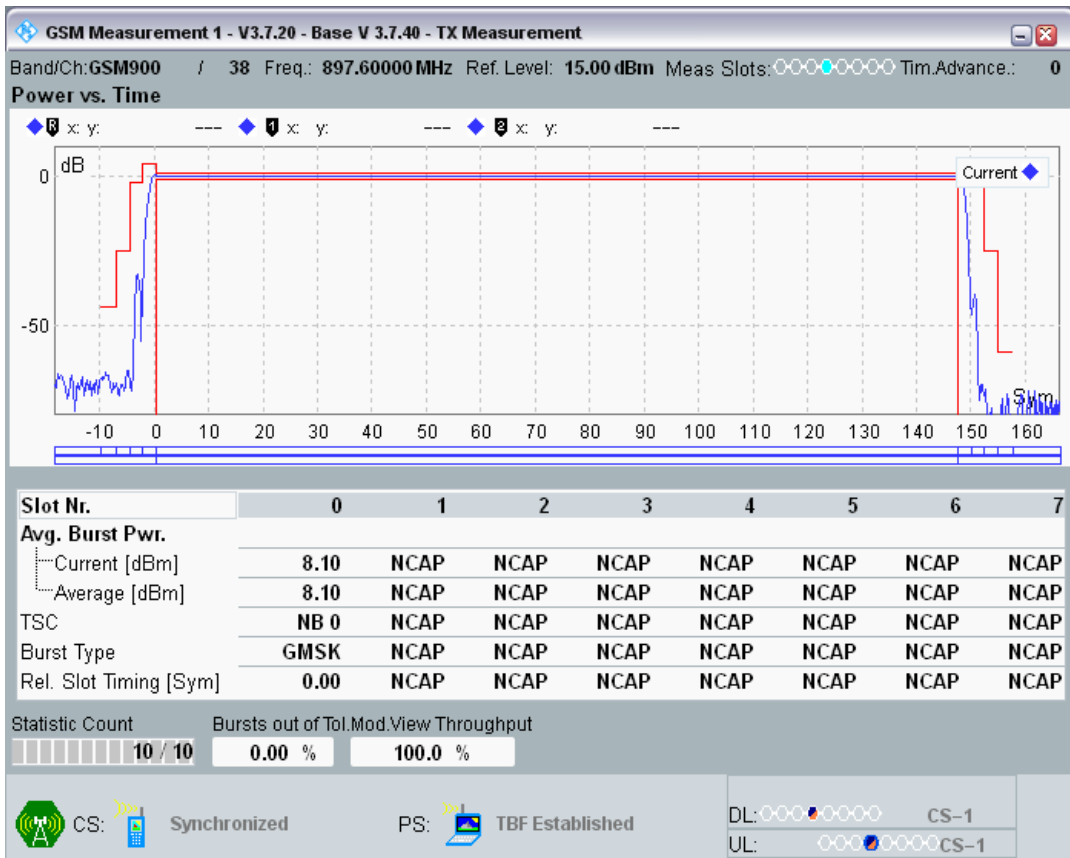 GSM Measurement 1 - V3.7.20 - Base V 3.7.40 - TX Measurement
Band/Ch:GSM900 / 38 Freq.: 897.60000 MHz Ref. Level: 15.00 dBm Meas Slots: Tim.Advance.: 0
Power vs. Time
R x: y: --- 1 x: y: --- 2 x: y: ---
dB
Current
0
-50
Sym
-10 0 10 20 30 40 50 60 70 80 90 100 110 120 130 140 150 160
Slot Nr. 0 1 2 3 4 5 6 7
Avg. Burst Pwr.
Current [dBm] 8.10 NCAP NCAP NCAP NCAP NCAP NCAP NCAP
Average [dBm] 8.10 NCAP NCAP NCAP NCAP NCAP NCAP NCAP
TSC NB 0 NCAP NCAP NCAP NCAP NCAP NCAP NCAP
Burst Type GMSK NCAP NCAP NCAP NCAP NCAP NCAP NCAP
Rel. Slot Timing [Sym] 0.00 NCAP NCAP NCAP NCAP NCAP NCAP NCAP
Statistic Count Bursts out of Tol.Mod.View Throughput
10 / 10 0.00 % 100.0 %
CS: Synchronized PS: TBF Established
DL: CS-1
UL: CS-1